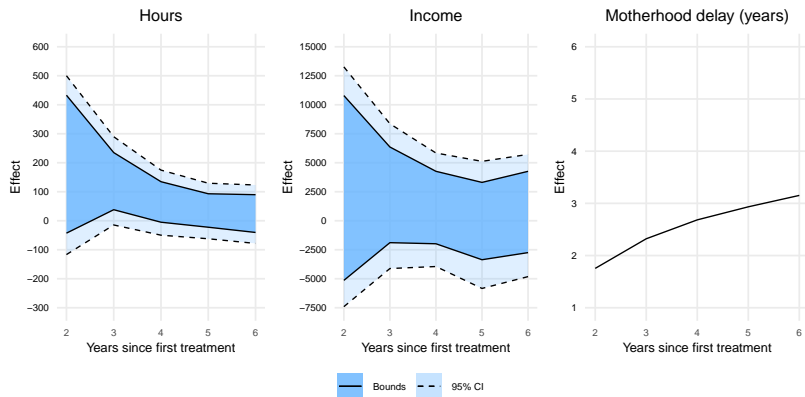 Hours
600
500
400
300
200
100
0
−100
−200
−300
Effect
2 3 4 5 6
Years since first treatment
Income
15000
12500
10000
7500
5000
2500
0
−2500
−5000
−7500
Effect
2 3 4 5 6
Years since first treatment
Motherhood delay (years)
6
5
4
3
2
1
Effect
2 3 4 5 6
Years since first treatment
Bounds 95% CI